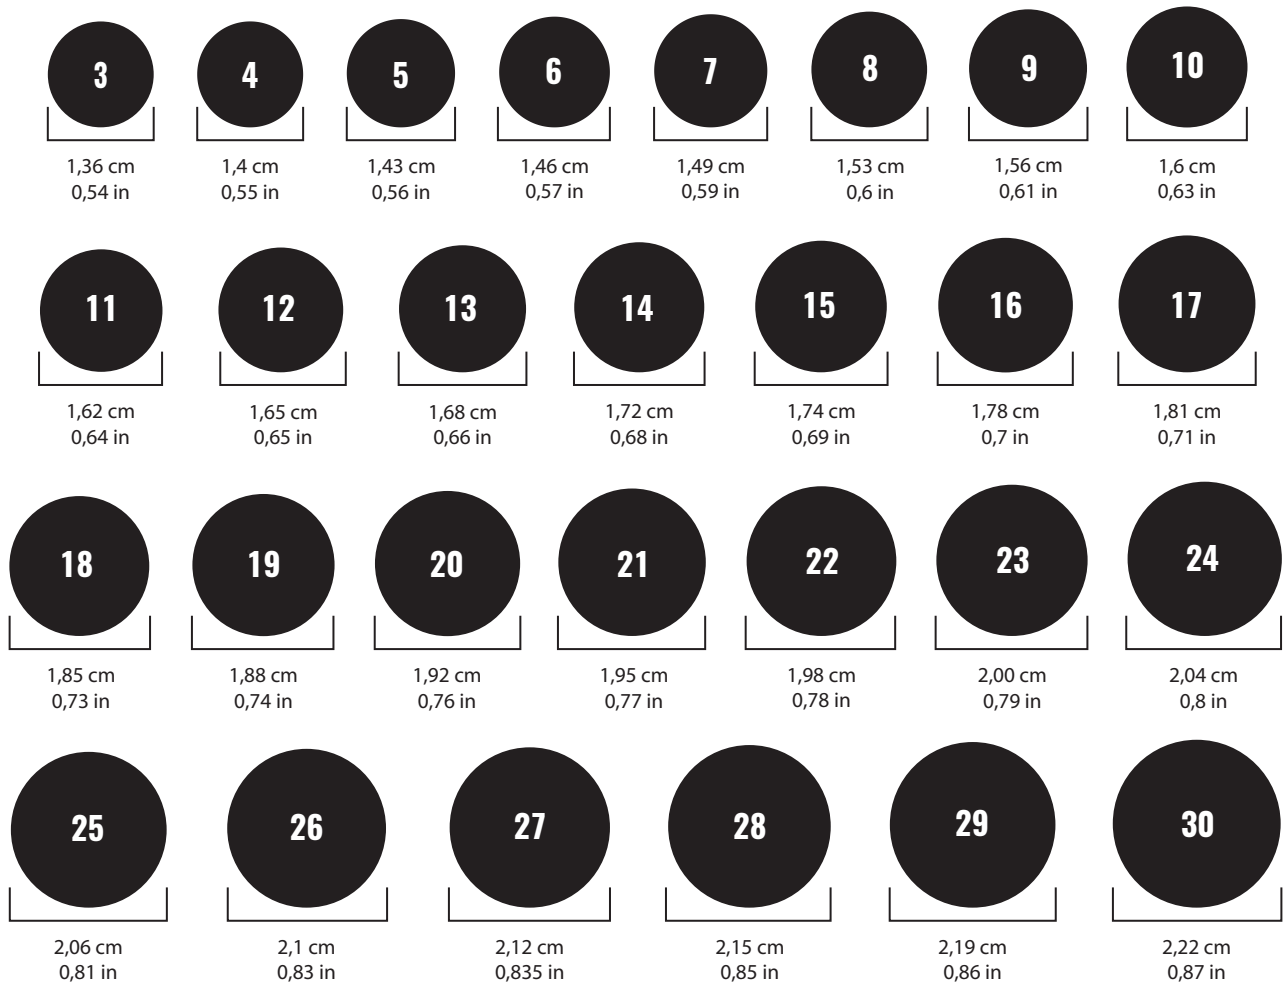 3 4 5 6 7 8 9 10
1,36 cm 1,4 cm 1,43 cm 1,46 cm 1,49 cm 1,53 cm 1,56 cm 1,6 cm
0,54 in 0,55 in 0,56 in 0,57 in 0,59 in 0,6 in 0,61 in 0,63 in
11 12 13 14 15 16 17
1,62 cm 1,65 cm 1,68 cm 1,72 cm 1,74 cm 1,78 cm 1,81 cm
0,64 in 0,65 in 0,66 in 0,68 in 0,69 in 0,7 in 0,71 in
18 19 20 21 22 23 24
1,85 cm 1,88 cm 1,92 cm 1,95 cm 1,98 cm 2,00 cm 2,04 cm
0,73 in 0,74 in 0,76 in 0,77 in 0,78 in 0,79 in 0,8 in
25 26 27 28 29 30
2,06 cm 2,1 cm 2,12 cm 2,15 cm 2,19 cm 2,22 cm
0,81 in 0,83 in 0,835 in 0,85 in 0,86 in 0,87 in